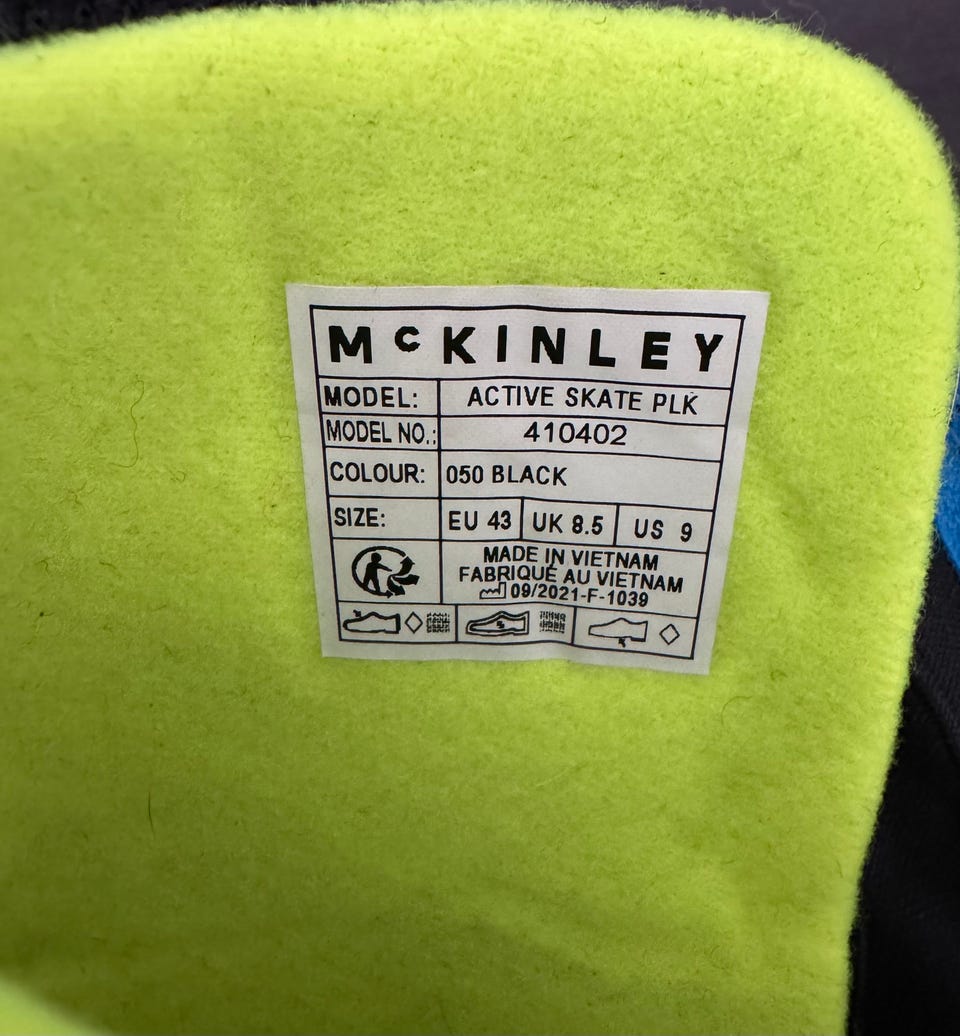 McKINLEY
MODEL: ACTIVE SKATE PLK
MODEL NO.: 410402
COLOUR: 050 BLACK
SIZE: EU 43 UK 8.5 US 9
MADE IN VIETNAM
FABRIQUÉ AU VIETNAM
09/2021-F-1039